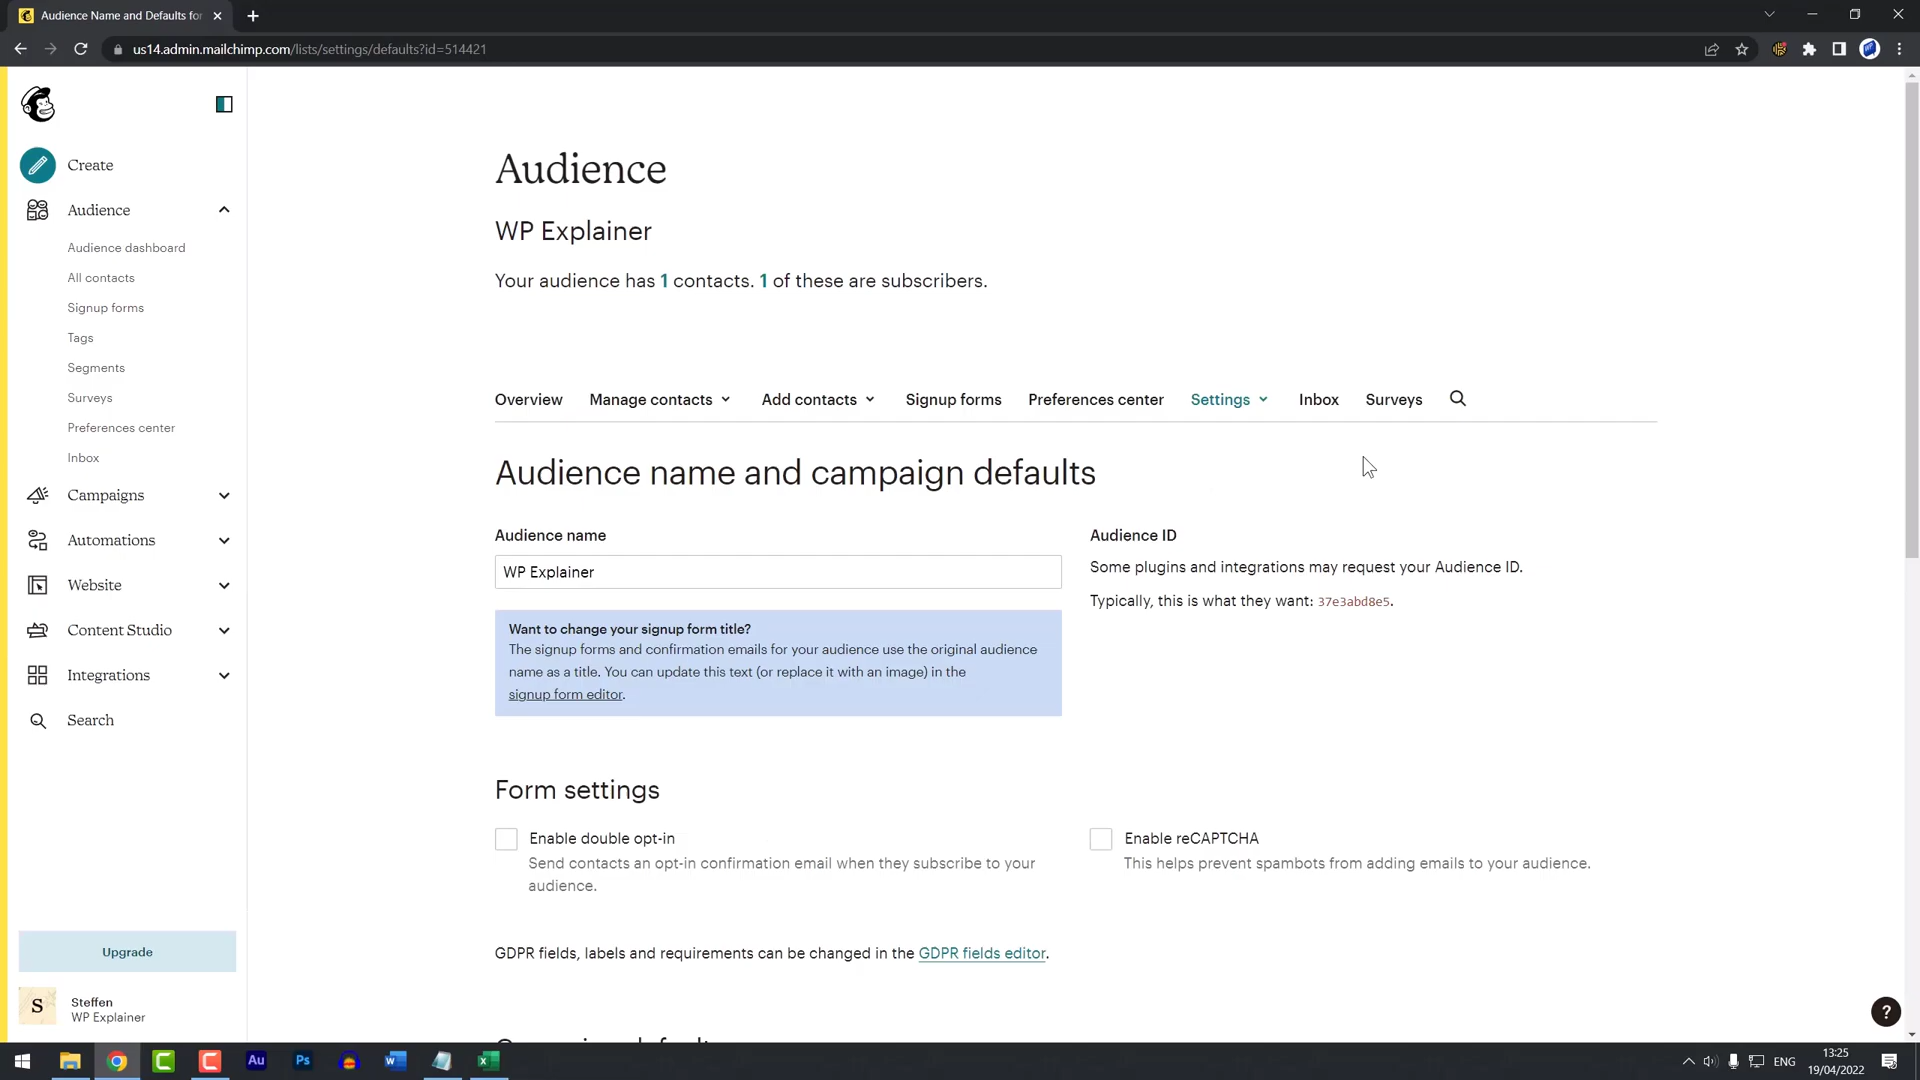 Audience Name and Defaults for
us14.admin.mailchimp.com/lists/settings/defaults?id=514421
Create
Audience
Audience dashboard
All contacts
Signup forms
Tags
Segments
Surveys
Preferences center
Inbox
Campaigns
Automations
Website
Content Studio
Integrations
Search
Upgrade
S
Steffen
WP Explainer
Audience
WP Explainer
Your audience has 1 contacts. 1 of these are subscribers.
Overview Manage contacts Add contacts Signup forms Preferences center Settings Inbox Surveys
Audience name and campaign defaults
Audience name
WP Explainer
Want to change your signup form title?
The signup forms and confirmation emails for your audience use the original audience
name as a title. You can update this text (or replace it with an image) in the
signup form editor.
Audience ID
Some plugins and integrations may request your Audience ID.
Typically, this is what they want: 37e3abd8e5.
Form settings
Enable double opt-in
Send contacts an opt-in confirmation email when they subscribe to your
audience.
Enable reCAPTCHA
This helps prevent spambots from adding emails to your audience.
GDPR fields, labels and requirements can be changed in the GDPR fields editor.
?
Au
Ps
ENG
13:25
19/04/2022